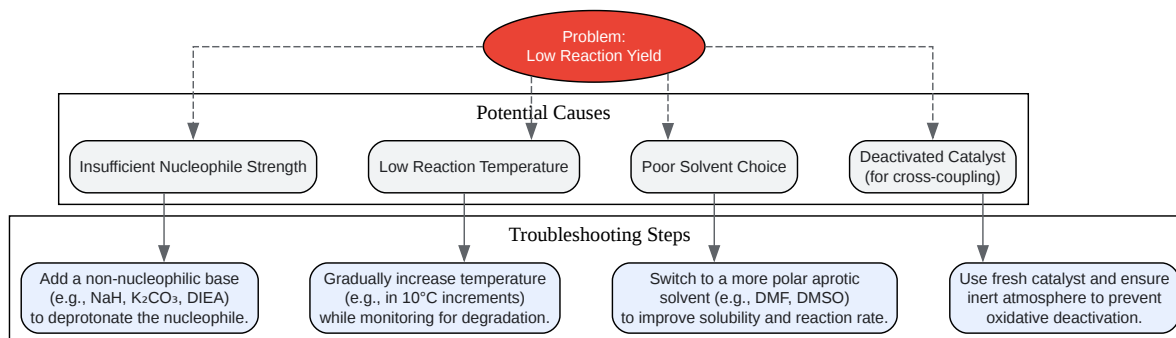 Problem:
Low Reaction Yield
Potential Causes
Insufficient Nucleophile Strength
Low Reaction Temperature
Poor Solvent Choice
Deactivated Catalyst
(for cross-coupling)
Troubleshooting Steps
Add a non-nucleophilic base
(e.g., NaH, K₂CO₃, DIEA)
to deprotonate the nucleophile.
Gradually increase temperature
(e.g., in 10°C increments)
while monitoring for degradation.
Switch to a more polar aprotic
solvent (e.g., DMF, DMSO)
to improve solubility and reaction rate.
Use fresh catalyst and ensure
inert atmosphere to prevent
oxidative deactivation.